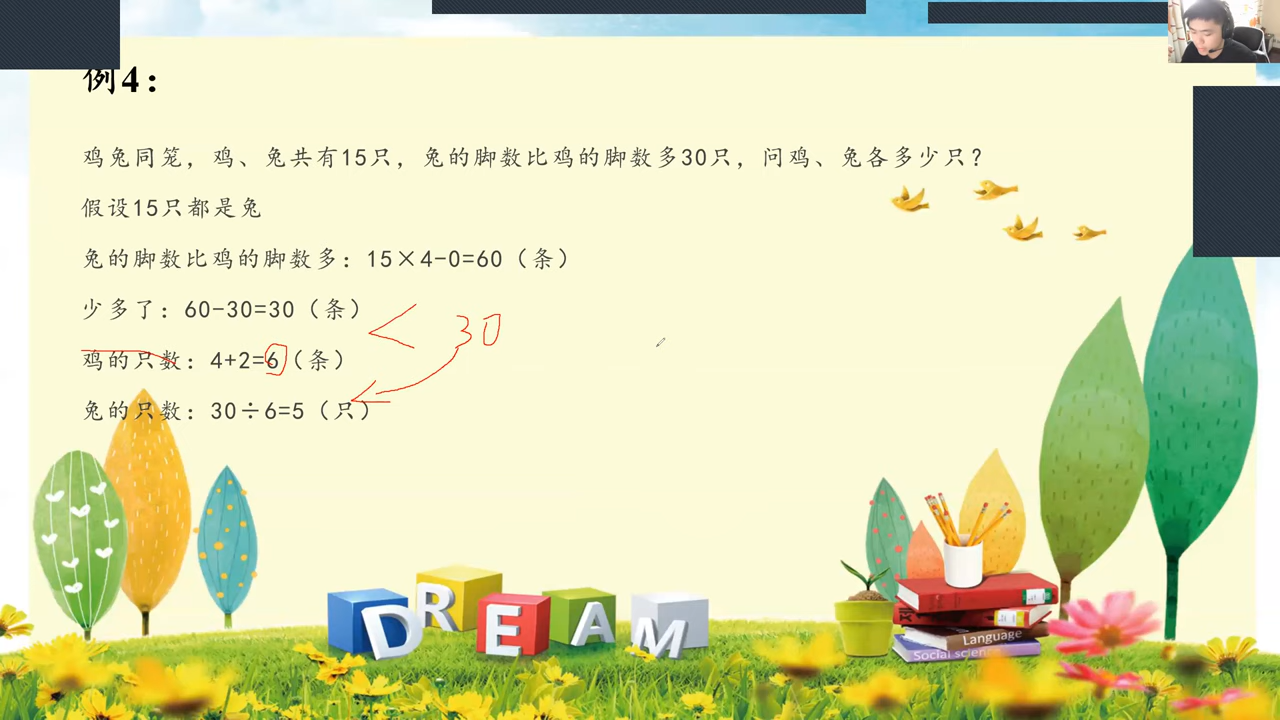 例4：
鸡兔同笼，鸡、兔共有15只，兔的脚数比鸡的脚数多30只，问鸡、兔各多少只？
假设15只都是兔
兔的脚数比鸡的脚数多：15×4-0=60（条）
少多了：60-30=30（条）
30
鸡的只数：4+2=6（条）
兔的只数：30÷6=5（只）
DREAM
Language
Social scien